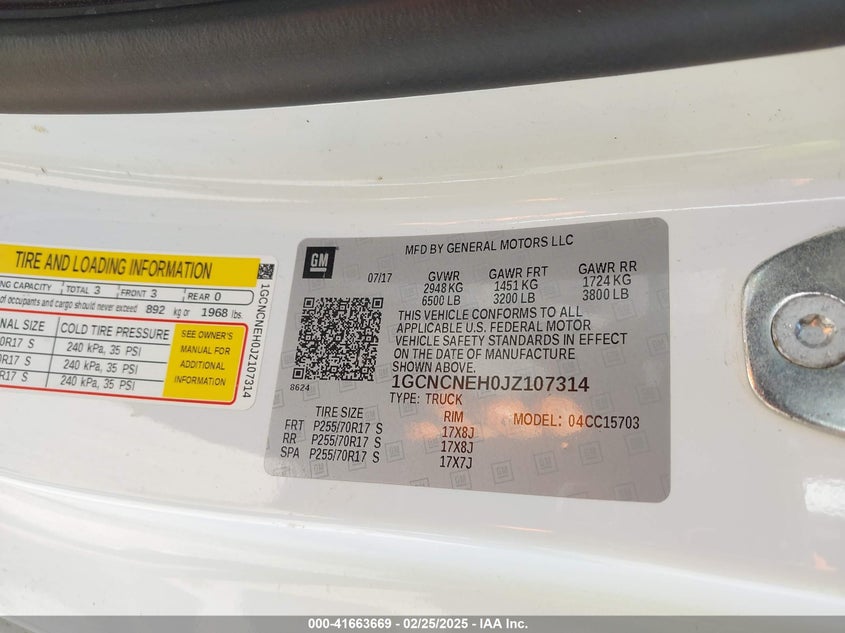 TIRE AND LOADING INFORMATION
NG CAPACITY TOTAL 3 FRONT 3 REAR 0
of occupants and cargo should never exceed 892 kg or 1968 lbs.
NAL SIZE COLD TIRE PRESSURE
0R17 S 240 kPa, 35 PSI
R17 S 240 kPa, 35 PSI
R17 S 240 kPa, 35 PSI
SEE OWNER'S
MANUAL FOR
ADDITIONAL
INFORMATION
1GCNCNEH0JZ107314
GM
MFD BY GENERAL MOTORS LLC
07/17 GVWR GAWR FRT GAWR RR
2948 KG 1451 KG 1724 KG
6500 LB 3200 LB 3800 LB
THIS VEHICLE CONFORMS TO ALL
APPLICABLE U.S. FEDERAL MOTOR
VEHICLE SAFETY STANDARDS IN EFFECT
ON THE DATE OF MANUFACTURE
SHOWN ABOVE.
8624
1GCNCNEH0JZ107314
TYPE: TRUCK
TIRE SIZE RIM MODEL: 04CC15703
FRT P255/70R17 S 17X8J
RR P255/70R17 S 17X8J
SPA P255/70R17 S 17X7J
000-41663669 - 02/25/2025 - IAA Inc.